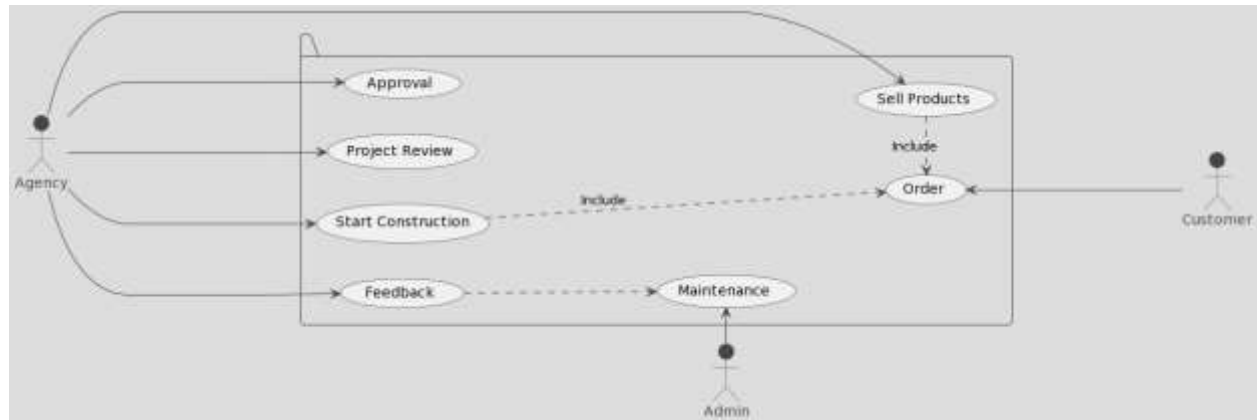 Approval
Sell Products
Include
Project Review
Agency
Order
Include
Start Construction
Customer
Feedback
Maintenance
Admin